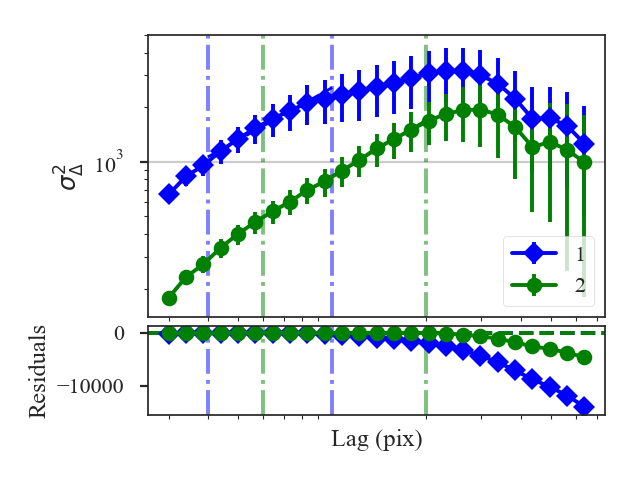 σ²_Δ
10³
1
2
Residuals
0
−10000
Lag (pix)